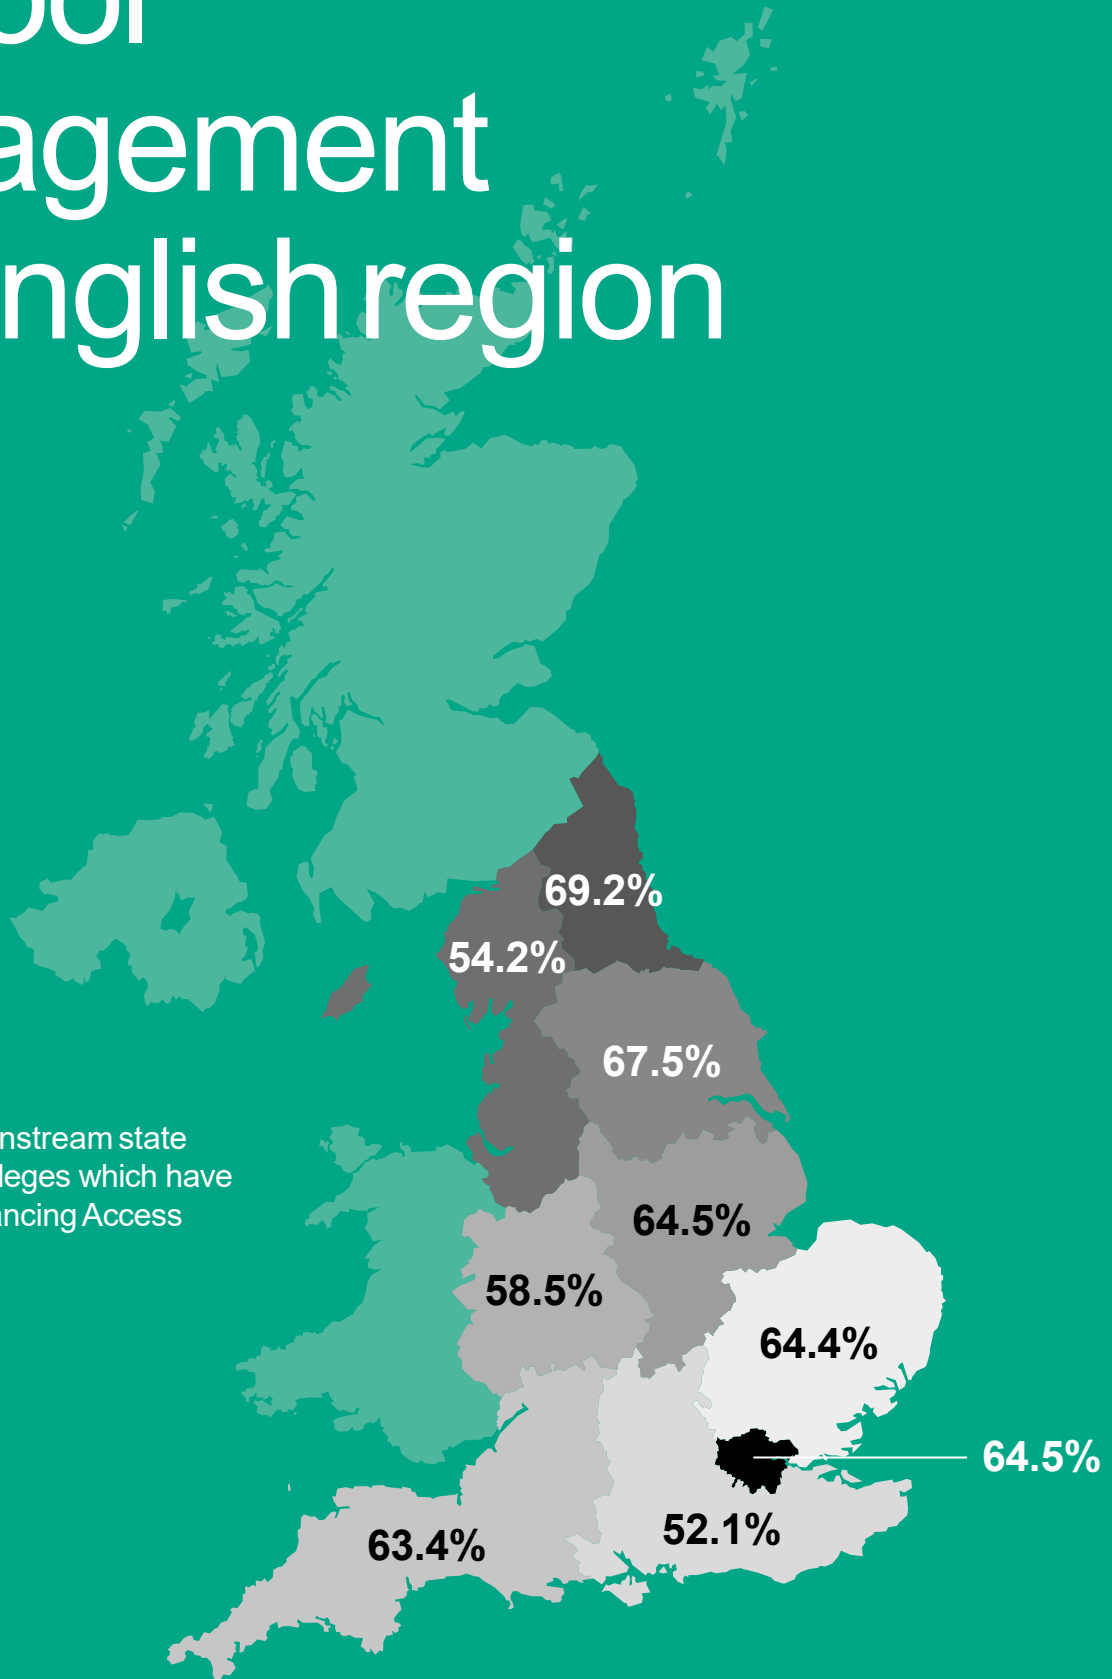 ool
agement
nglish region
69.2%
54.2%
67.5%
nstream state
leges which have
ancing Access
64.5%
58.5%
64.4%
64.5%
52.1%
63.4%